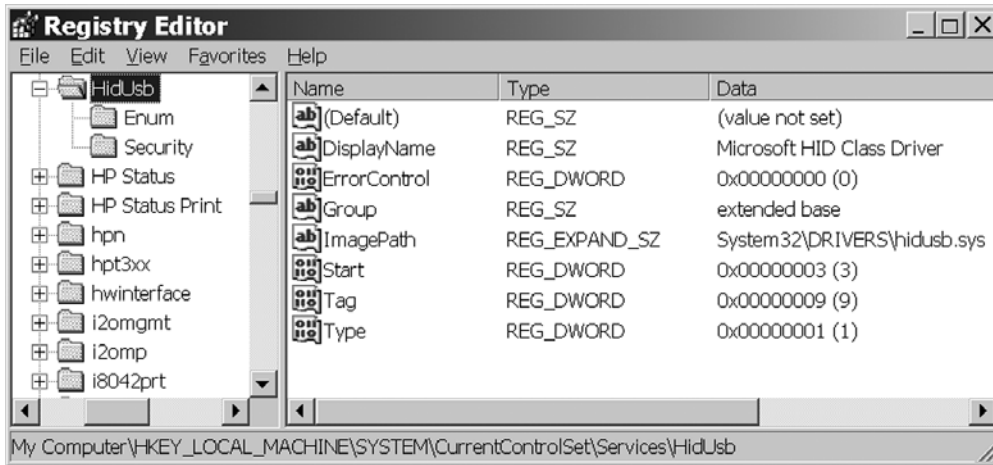 Registry Editor
File Edit View Favorites Help
HidUsb
Enum
Security
HP Status
HP Status Print
hpn
hpt3xx
hwinterface
i2omgmt
i2omp
i8042prt
Name Type Data
(Default) REG_SZ (value not set)
DisplayName REG_SZ Microsoft HID Class Driver
ErrorControl REG_DWORD 0x00000000 (0)
Group REG_SZ extended base
ImagePath REG_EXPAND_SZ System32\DRIVERS\hidusb.sys
Start REG_DWORD 0x00000003 (3)
Tag REG_DWORD 0x00000009 (9)
Type REG_DWORD 0x00000001 (1)
My Computer\HKEY_LOCAL_MACHINE\SYSTEM\CurrentControlSet\Services\HidUsb